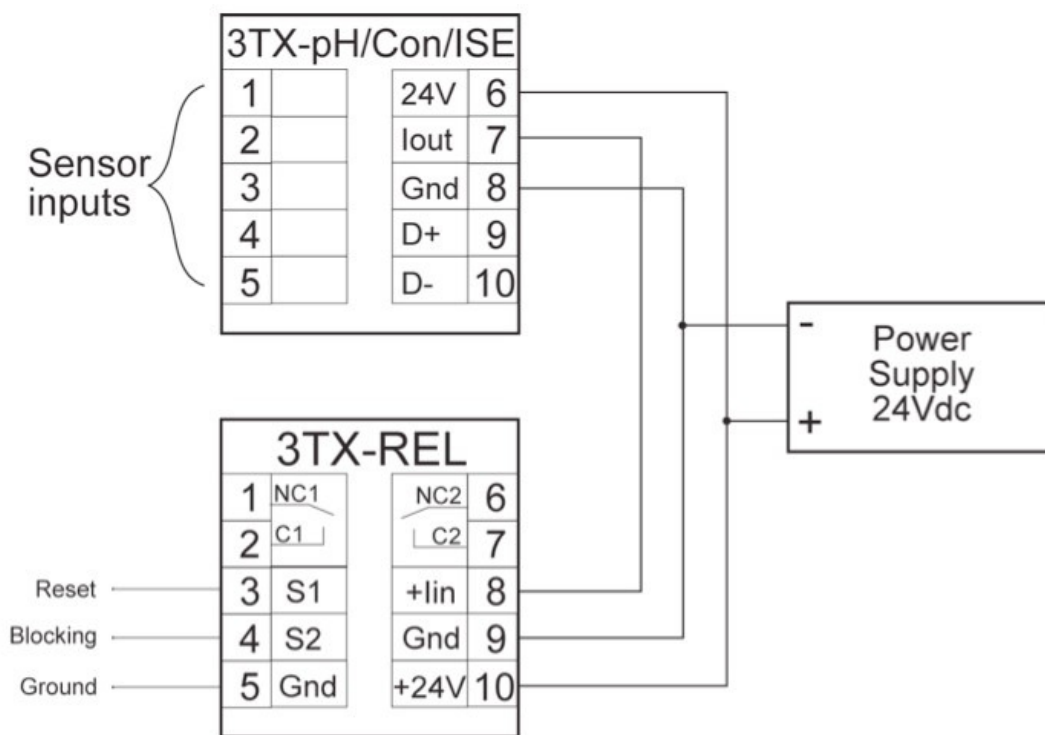 3TX-pH/Con/ISE
1 24V 6
2 Iout 7
3 Gnd 8
4 D+ 9
5 D- 10
Sensor
inputs
Power
Supply
24Vdc
-
+
3TX-REL
1 NC1 NC2 6
2 C1 C2 7
Reset 3 S1 +Iin 8
Blocking 4 S2 Gnd 9
Ground 5 Gnd +24V 10